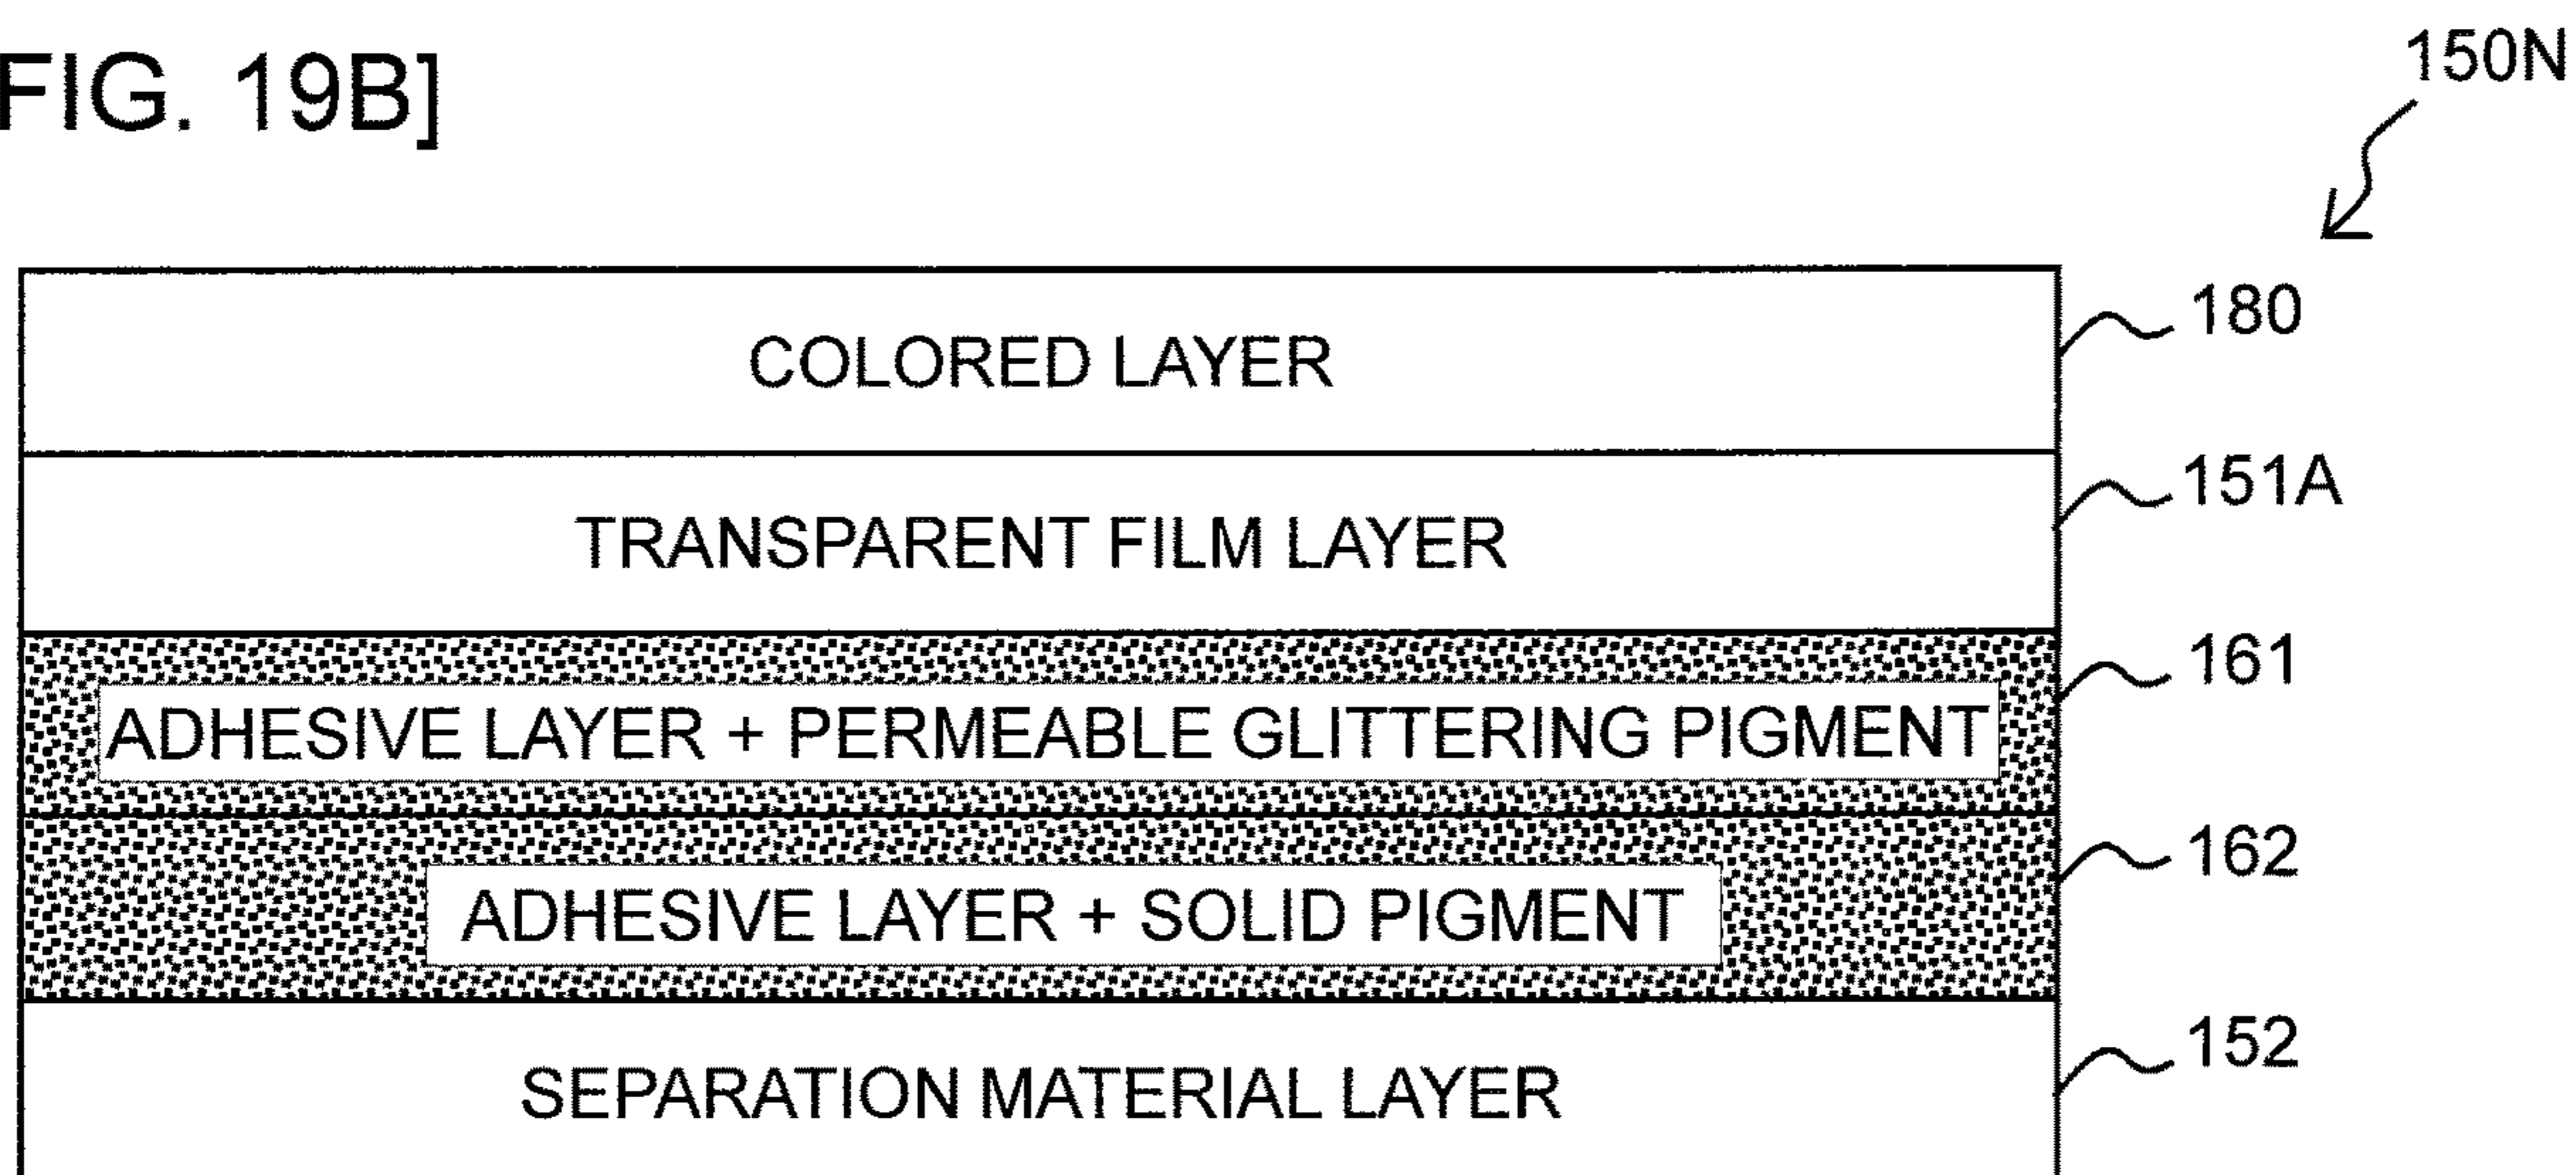 FIG. 19B]
150N
COLORED LAYER
180
TRANSPARENT FILM LAYER
151A
ADHESIVE LAYER + PERMEABLE GLITTERING PIGMENT
161
ADHESIVE LAYER + SOLID PIGMENT
162
SEPARATION MATERIAL LAYER
152